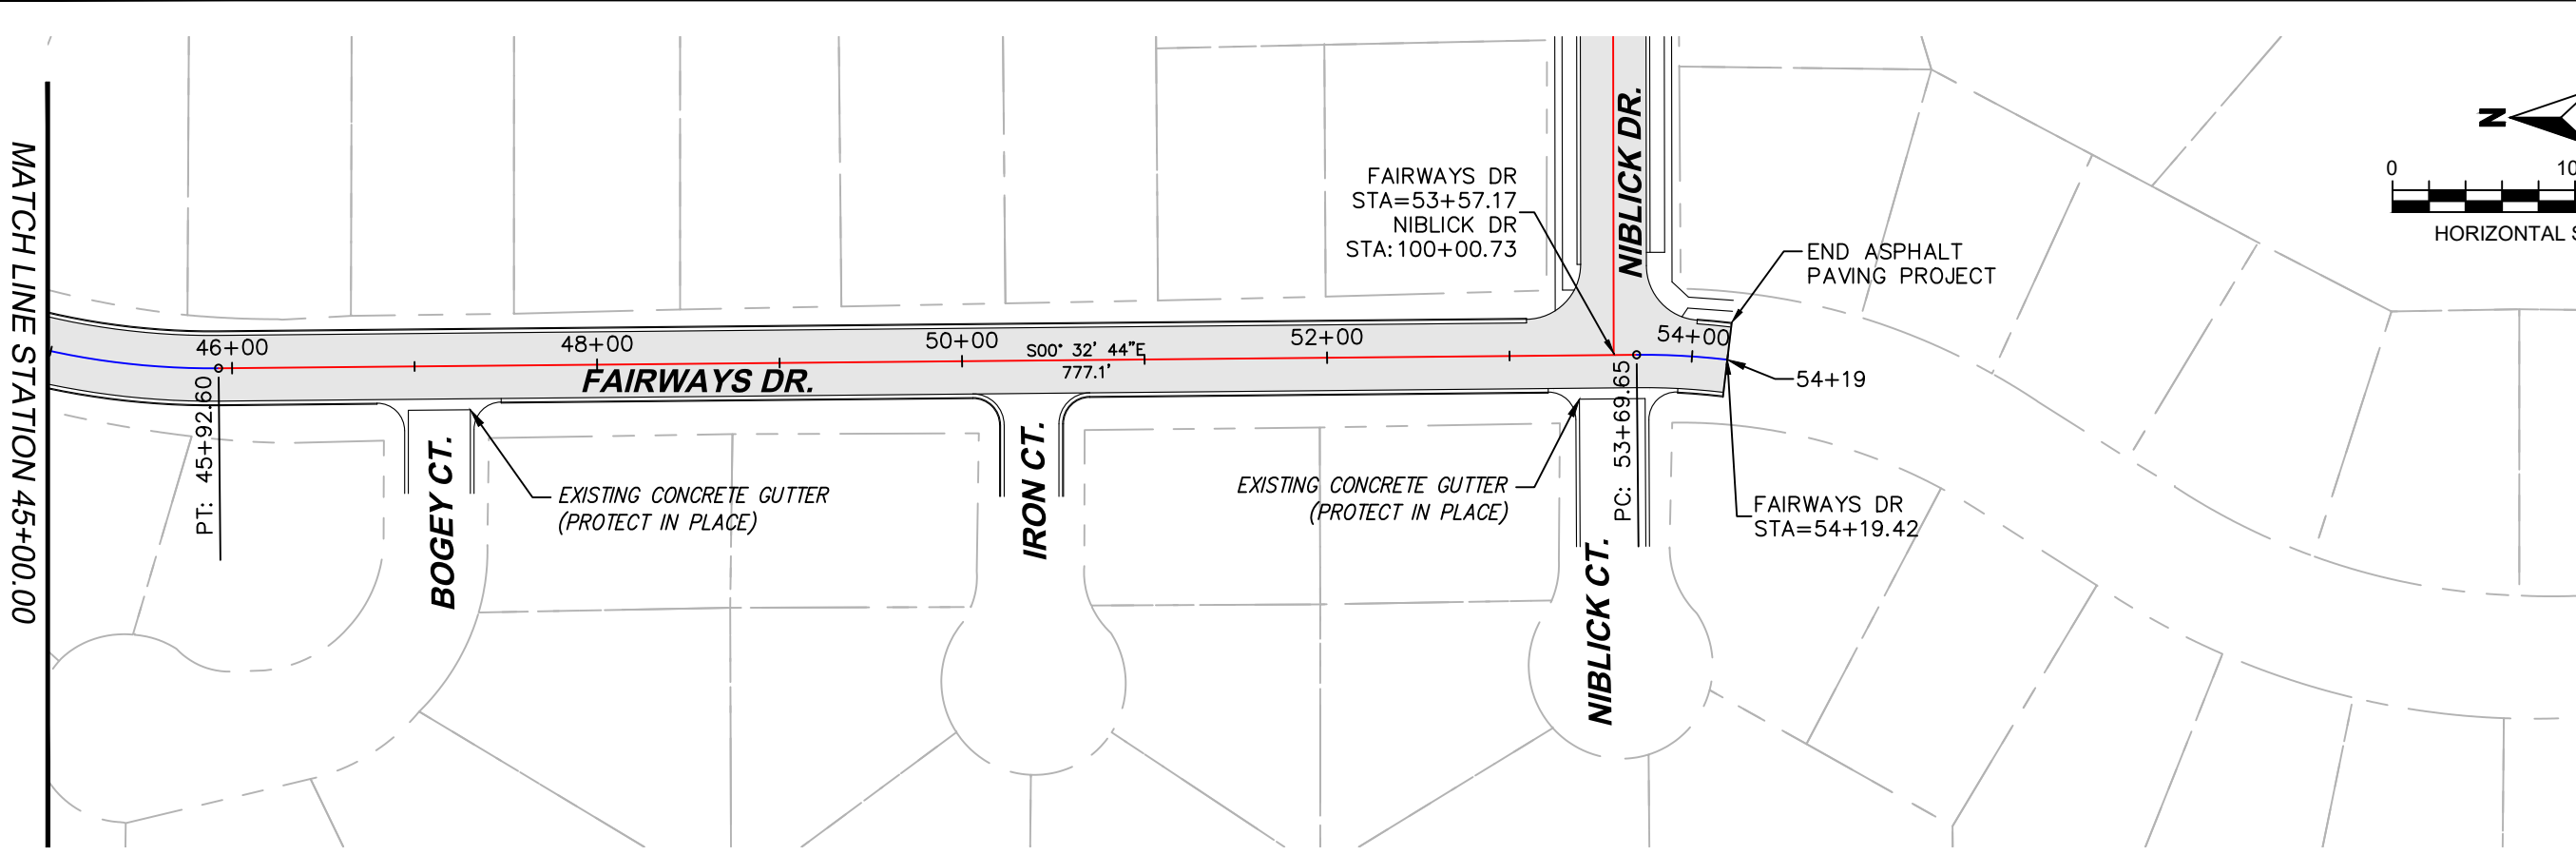 MATCH LINE STATION 45+00.00
46+00
48+00
50+00
52+00
54+00
S00° 32' 44"E
777.1'
FAIRWAYS DR.
PT: 45+92.60
BOGEY CT.
EXISTING CONCRETE GUTTER
(PROTECT IN PLACE)
IRON CT.
FAIRWAYS DR
STA=53+57.17
NIBLICK DR
STA:100+00.73
NIBLICK DR.
END ASPHALT
PAVING PROJECT
54+19
EXISTING CONCRETE GUTTER
(PROTECT IN PLACE)
PC: 53+69.65
NIBLICK CT.
FAIRWAYS DR
STA=54+19.42
N
0
HORIZONTAL